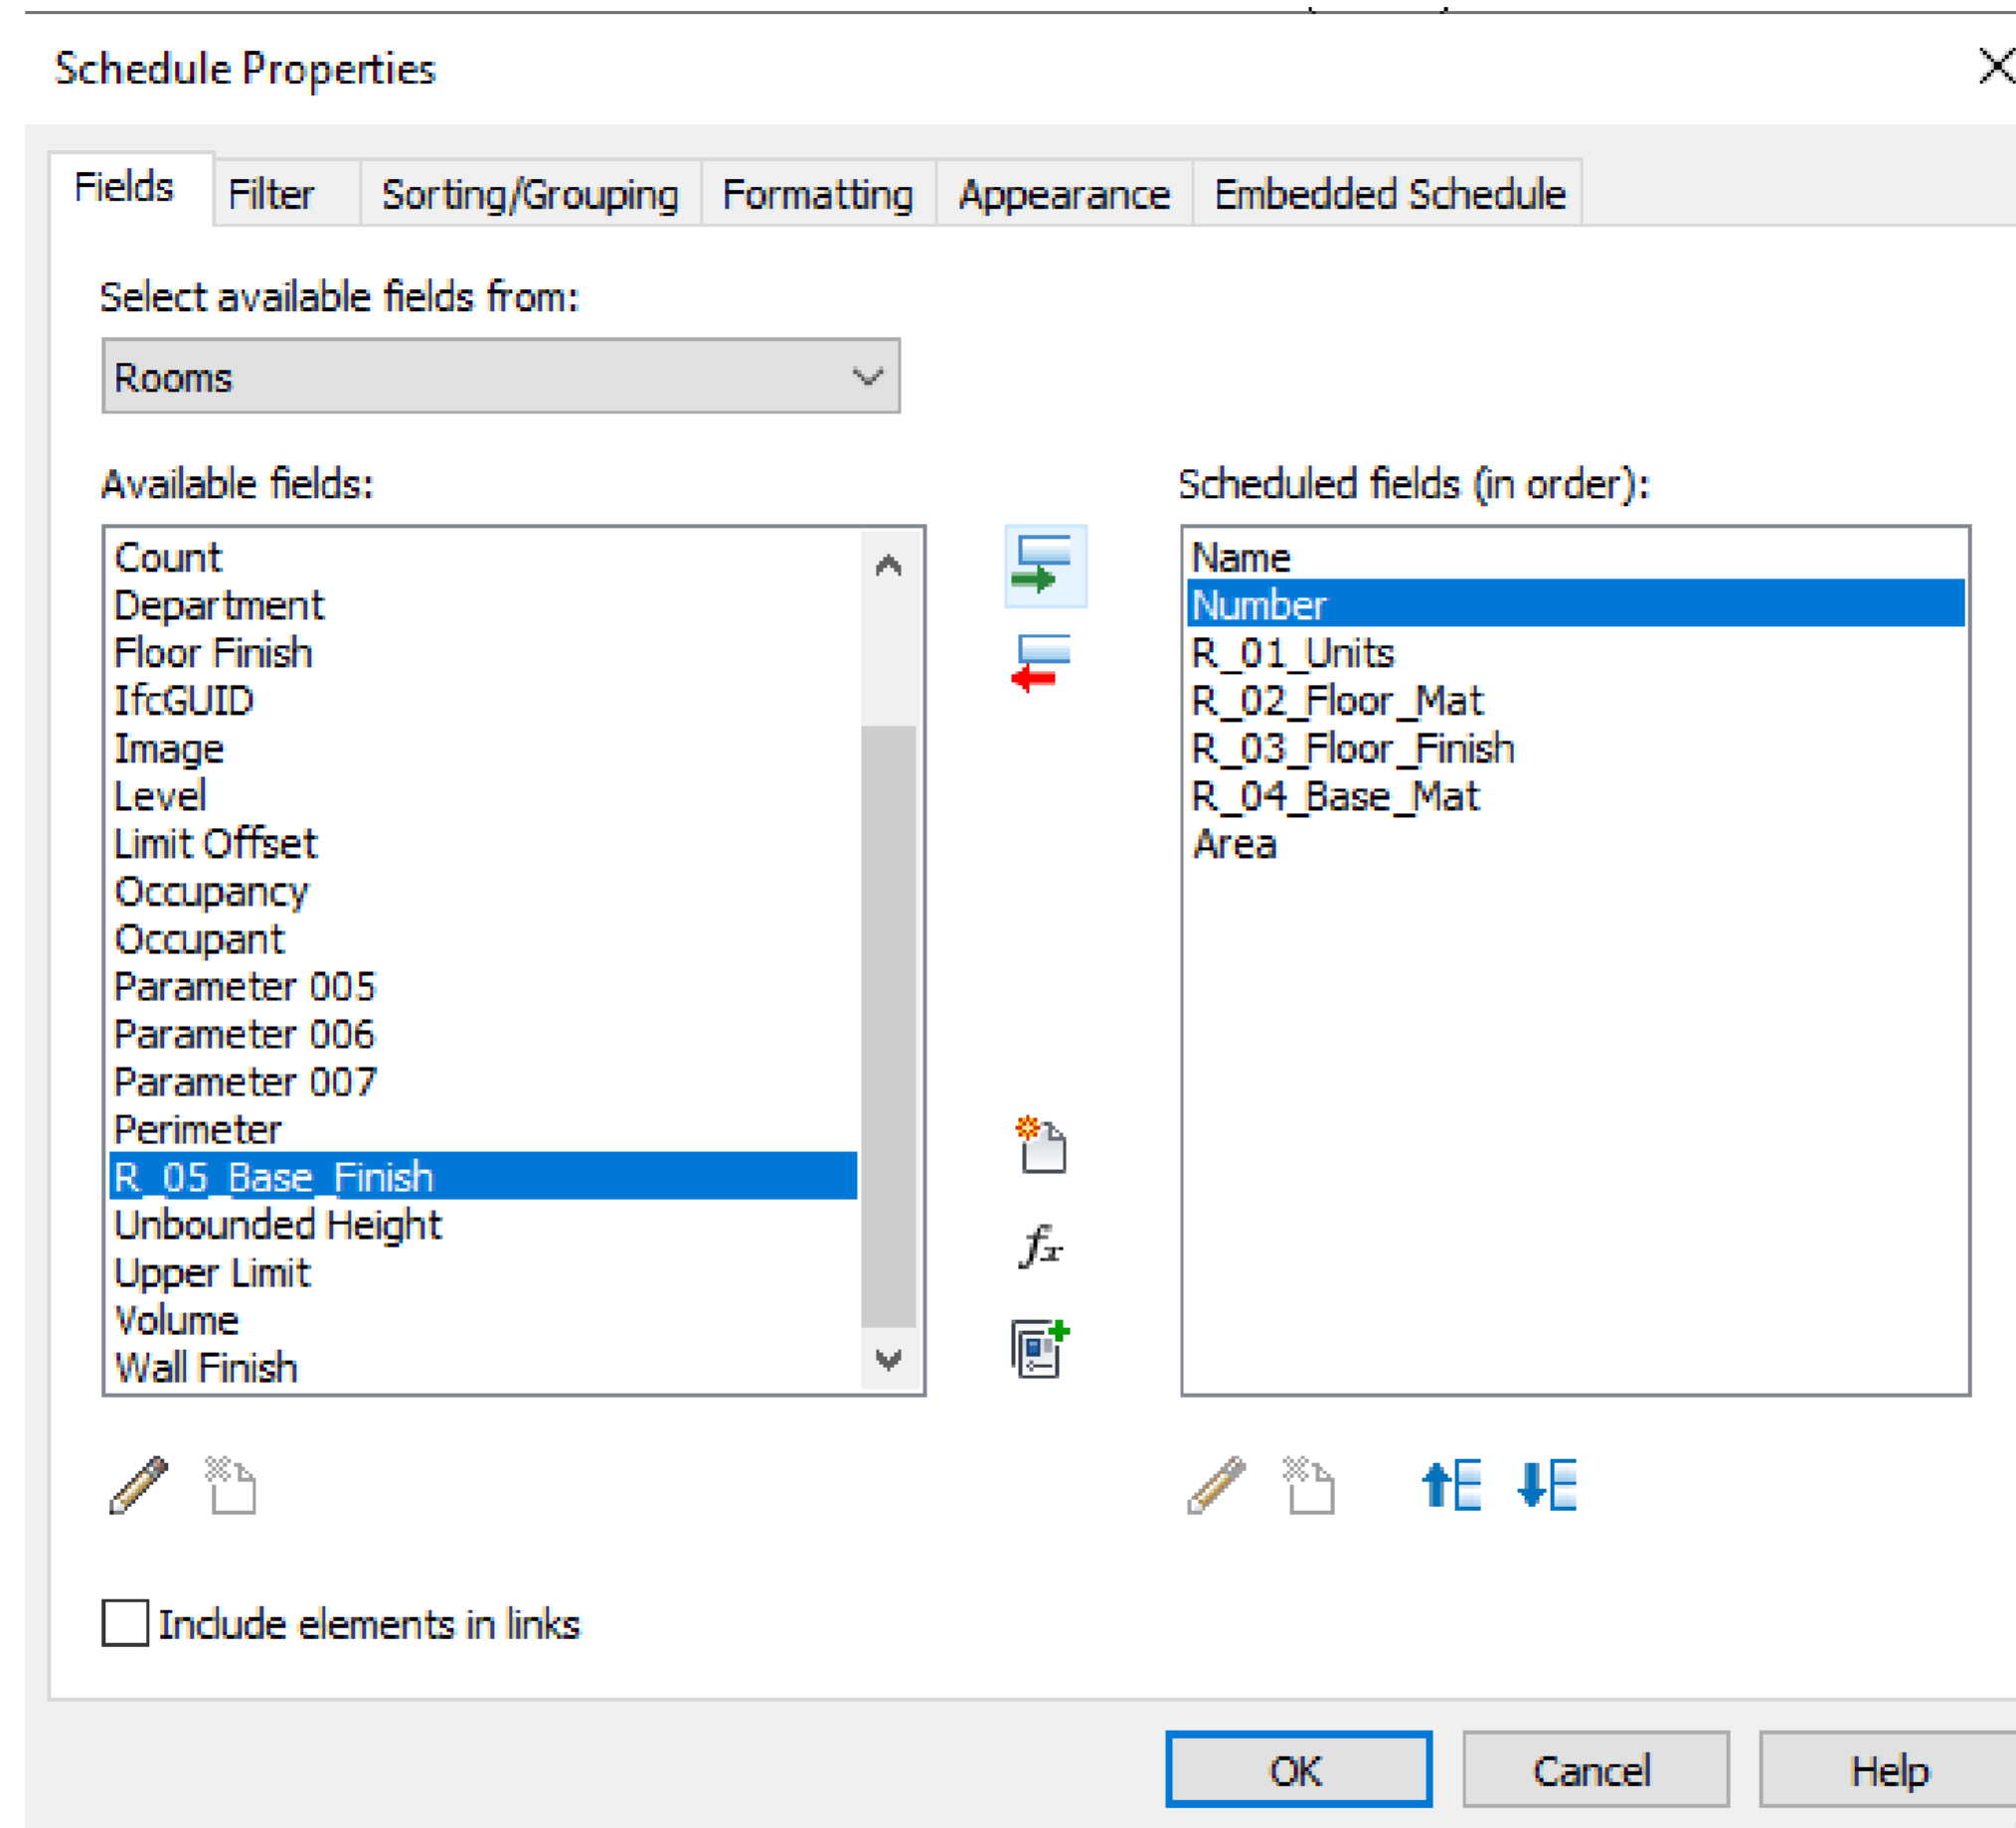 Schedule Properties
Fields Filter Sorting/Grouping Formatting Appearance Embedded Schedule
Select available fields from:
Rooms
Available fields:
Count
Department
Floor Finish
IfcGUID
Image
Level
Limit Offset
Occupancy
Occupant
Parameter 005
Parameter 006
Parameter 007
Perimeter
R_05_Base_Finish
Unbounded Height
Upper Limit
Volume
Wall Finish
fx
Scheduled fields (in order):
Name
Number
R_01_Units
R_02_Floor_Mat
R_03_Floor_Finish
R_04_Base_Mat
Area
Include elements in links
OK Cancel Help